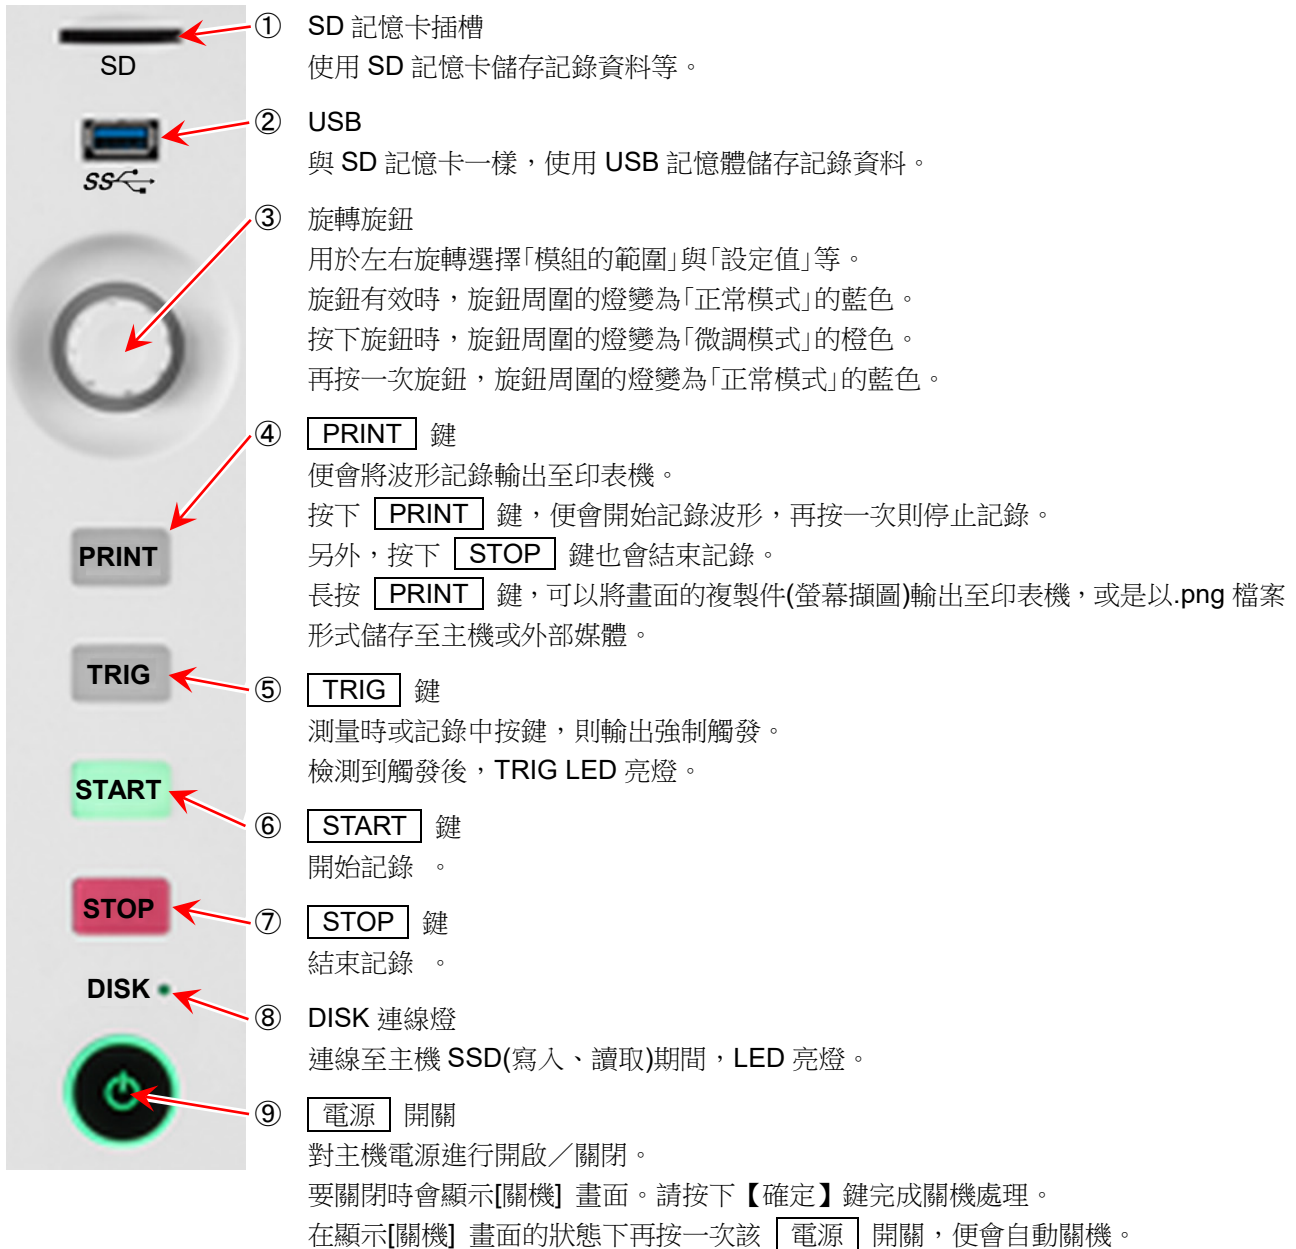 ① SD 記憶卡插槽
SD
使用 SD 記憶卡儲存記錄資料等。
② USB
與 SD 記憶卡一樣，使用 USB 記憶體儲存記錄資料。
SS
③ 旋轉旋鈕
用於左右旋轉選擇「模組的範圍」與「設定值」等。
旋鈕有效時，旋鈕周圍的燈變為「正常模式」的藍色。
按下旋鈕時，旋鈕周圍的燈變為「微調模式」的橙色。
再按一次旋鈕，旋鈕周圍的燈變為「正常模式」的藍色。
④ PRINT 鍵
便會將波形記錄輸出至印表機。
按下 PRINT 鍵，便會開始記錄波形，再按一次則停止記錄。
另外，按下 STOP 鍵也會結束記錄。
PRINT
長按 PRINT 鍵，可以將畫面的複製件(螢幕擷圖)輸出至印表機，或是以.png 檔案
形式儲存至主機或外部媒體。
TRIG
⑤ TRIG 鍵
測量時或記錄中按鍵，則輸出強制觸發。
檢測到觸發後，TRIG LED 亮燈。
START
⑥ START 鍵
開始記錄 。
STOP
⑦ STOP 鍵
結束記錄 。
DISK
⑧ DISK 連線燈
連線至主機 SSD(寫入、讀取)期間，LED 亮燈。
⑨ 電源 開關
對主機電源進行開啟／關閉。
要關閉時會顯示[關機] 畫面。請按下【確定】鍵完成關機處理。
在顯示[關機] 畫面的狀態下再按一次該 電源 開關，便會自動關機。